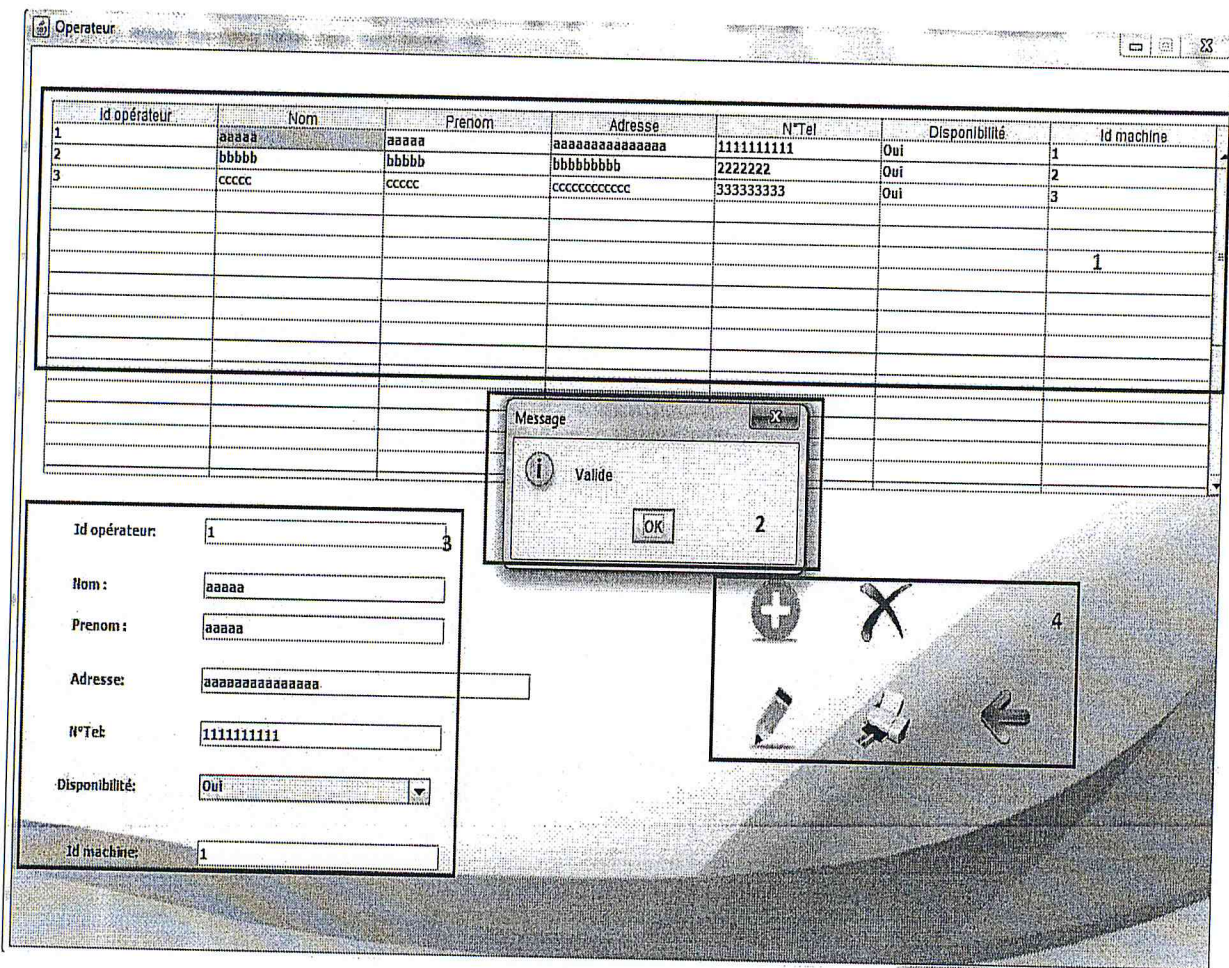 Operateur
Id opérateur Nom Prenom Adresse N°Tel Disponibilité Id machine
1 aaaaa aaaaa aaaaaaaaaaaaaaa 1111111111 Oui 1
2 bbbbb bbbbb bbbbbbbbbb 2222222 Oui 2
3 ccccc ccccc cccccccccccc 333333333 Oui 3
1
Message
Valide
OK 2
Id opérateur: 1 3
Nom : aaaaa
Prenom : aaaaa
4
Adresse: aaaaaaaaaaaaaaa
N°Tel: 1111111111
Disponibilité: Oui
Id machine: 1